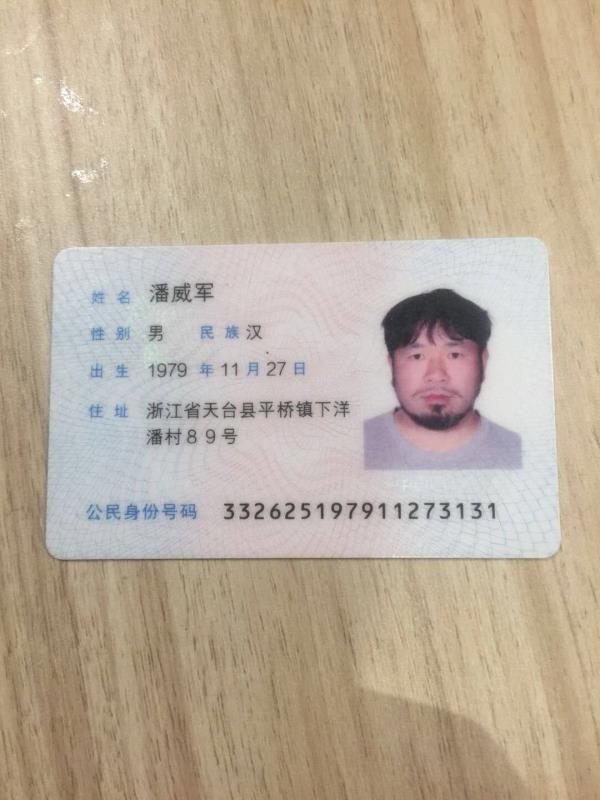 姓名 潘威军
性别 男 民族 汉
出生 1979 年 11 月 27 日
住址 浙江省天台县平桥镇下洋
潘村89号
公民身份号码 332625197911273131